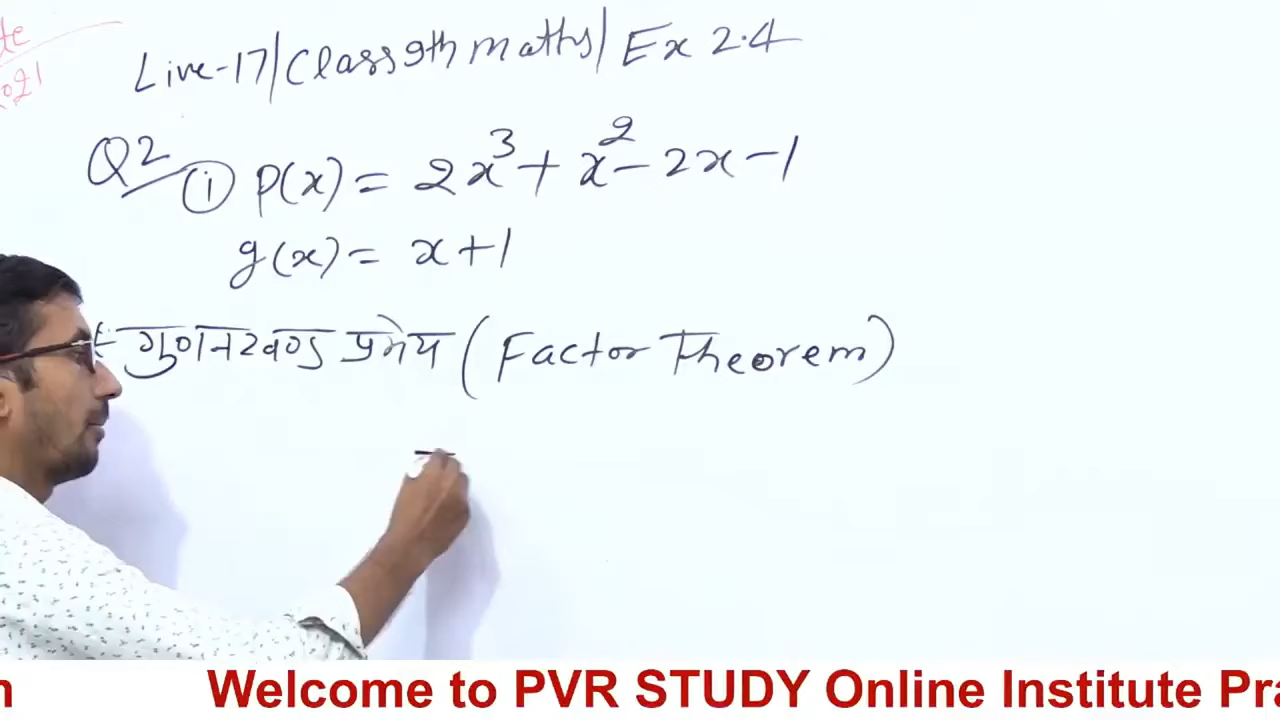 Live-17/Class 9th maths/Ex 2.4
Q2 (i) p(x) = 2x³ + x² - 2x - 1
g(x) = x + 1
गुणनखण्ड प्रमेय (Factor Theorem)
Welcome to PVR STUDY Online Institute